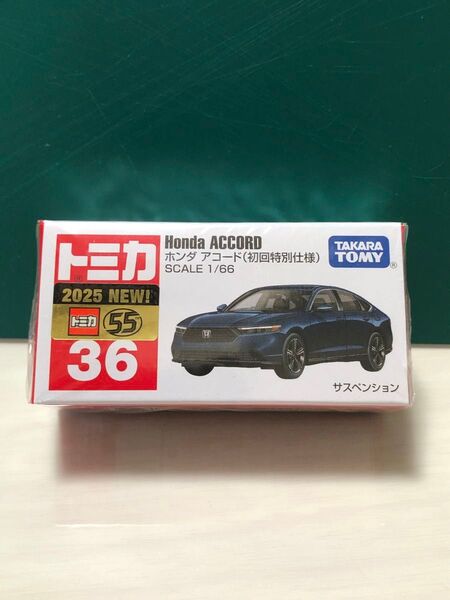 トミカ
2025 NEW!
トミカ 55
36
Honda ACCORD
ホンダ アコード(初回特別仕様)
SCALE 1/66
TAKARA
TOMY®
サスペンション